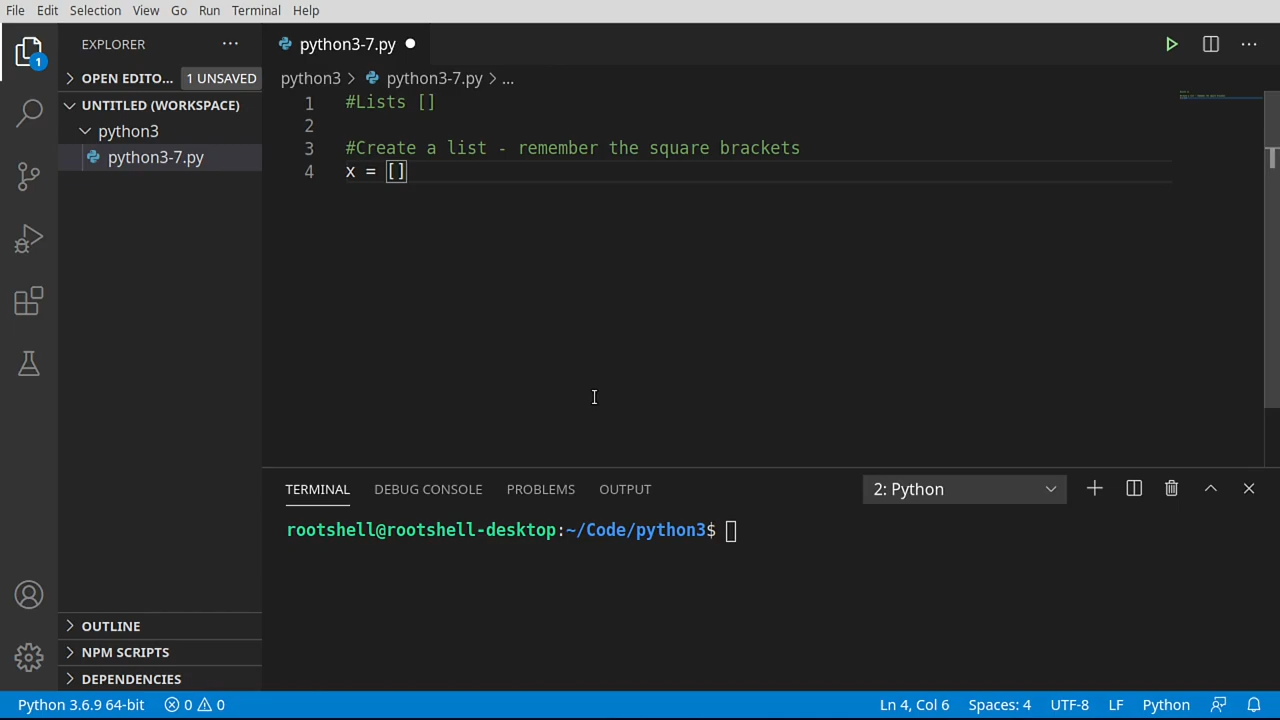 File Edit Selection View Go Run Terminal Help
EXPLORER ...
python3-7.py
OPEN EDITO... 1 UNSAVED
UNTITLED (WORKSPACE)
python3
python3-7.py
1
python3 > python3-7.py > ...
1 #Lists []
2
3 #Create a list - remember the square brackets
4 x = []
TERMINAL DEBUG CONSOLE PROBLEMS OUTPUT 2: Python
rootshell@rootshell-desktop:~/Code/python3$
OUTLINE
NPM SCRIPTS
DEPENDENCIES
Python 3.6.9 64-bit 0 0 Ln 4, Col 6 Spaces: 4 UTF-8 LF Python